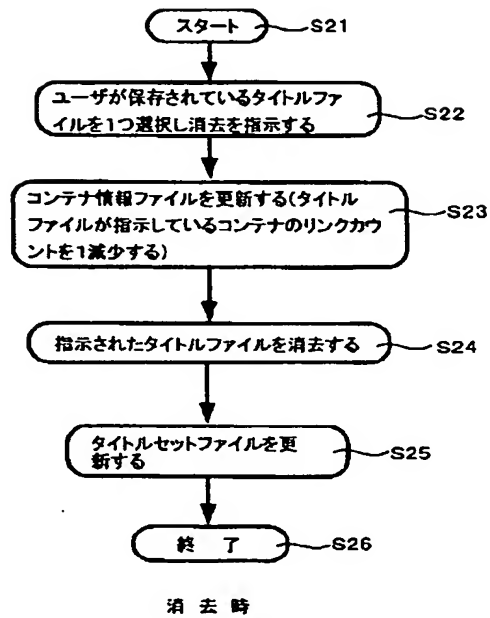 スタート
S21
ユーザが保存されているタイトルファ
イルを1つ選択し消去を指示する
S22
コンテナ情報ファイルを更新する(タイトル
ファイルが指示しているコンテナのリンクカウ
ントを1減少する)
S23
指示されたタイトルファイルを消去する
S24
タイトルセットファイルを更
新する
S25
終 了
S26
消 去 時